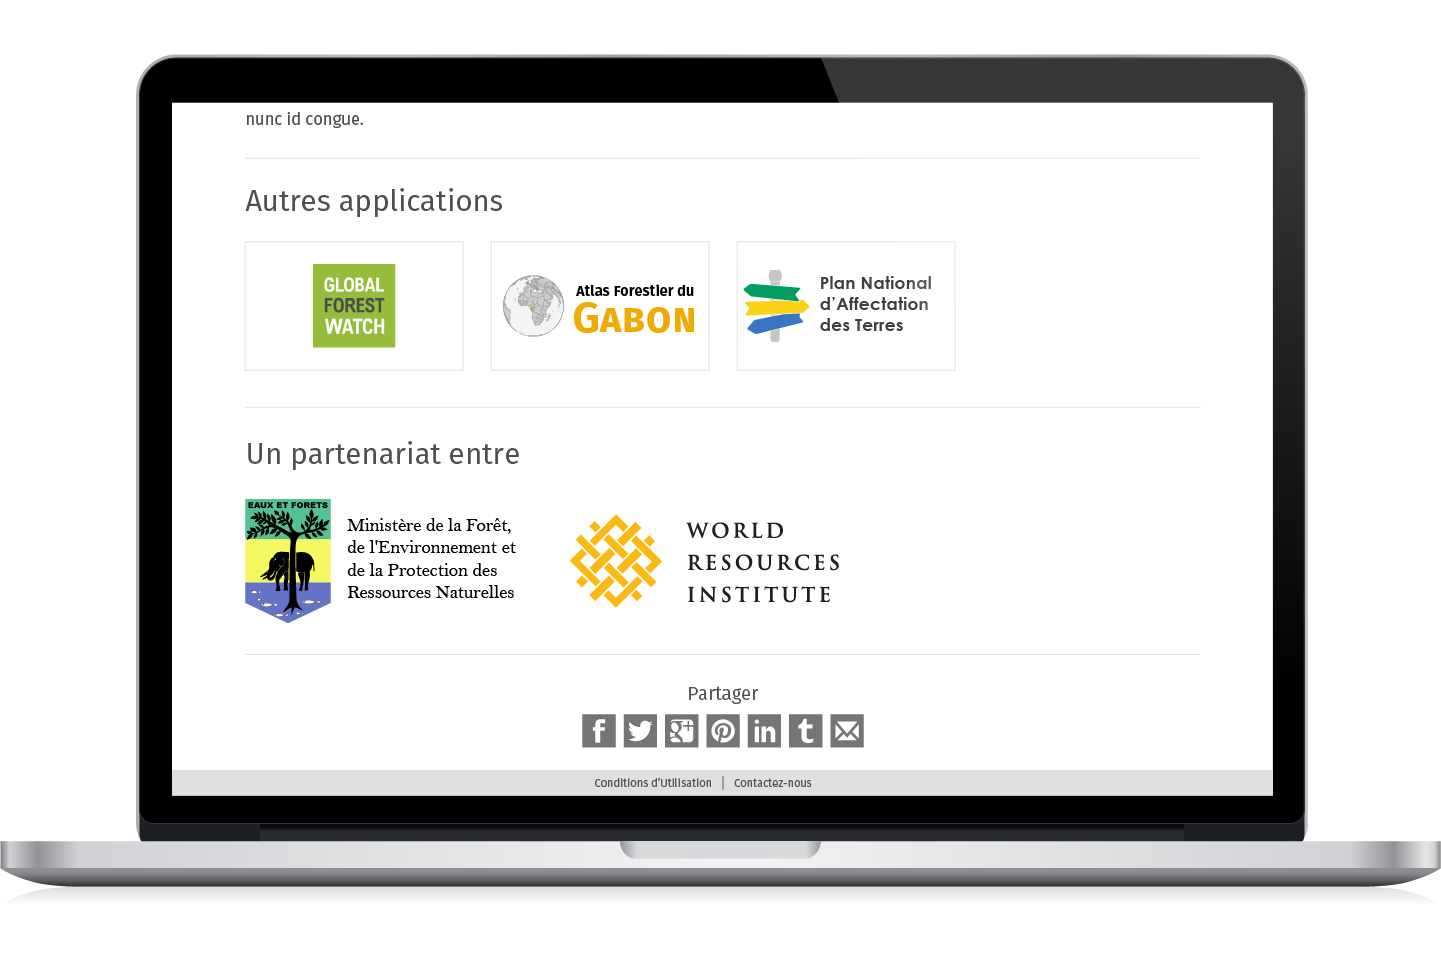 nunc id congue.
Autres applications
GLOBAL
FOREST
WATCH
Atlas Forestier du
GABON
Plan National
d'Affectation
des Terres
Un partenariat entre
EAUX ET FORETS
Ministère de la Forêt,
de l'Environnement et
de la Protection des
Ressources Naturelles
WORLD
RESOURCES
INSTITUTE
Partager
Conditions d'Utilisation | Contactez-nous